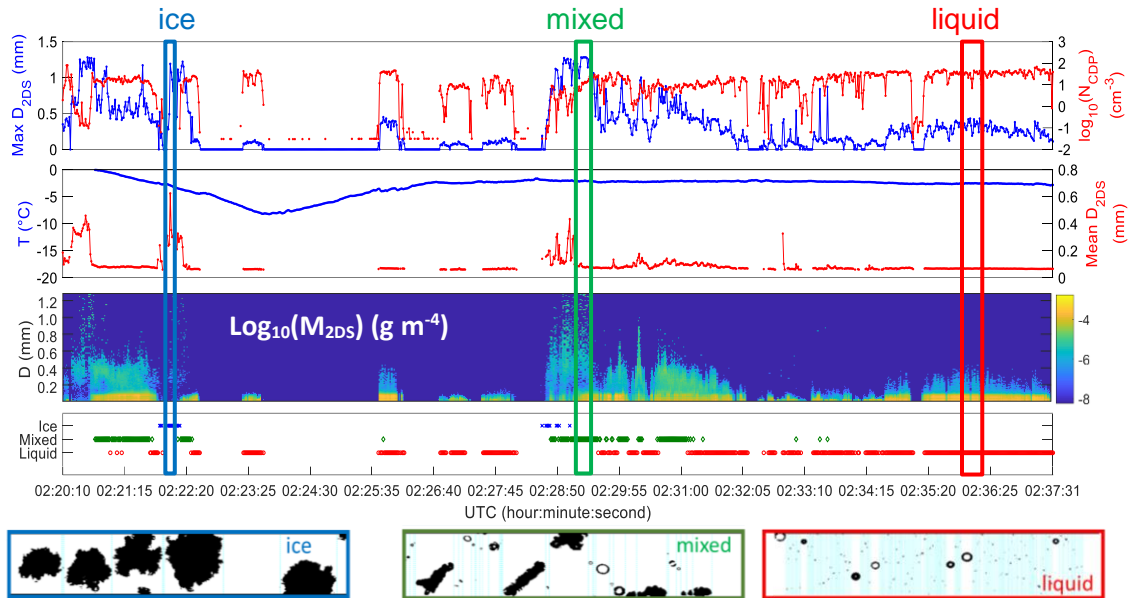 ice mixed liquid
1.5 3
1 2
0.5 1
0 0
-1
-2
Max D2DS (mm)
log10(NCDP) (cm-3)
0 0.8
-5 0.6
-10 0.4
-15 0.2
-20 0
T (°C)
Mean D2DS (mm)
1.2
1.0
0.8
0.6
0.4
0.2
D (mm)
Log10(M2DS) (g m-4)
-4
-6
-8
Ice
Mixed
Liquid
02:20:10 02:21:15 02:22:20 02:23:25 02:24:30 02:25:35 02:26:40 02:27:45 02:28:50 02:29:55 02:31:00 02:32:05 02:33:10 02:34:15 02:35:20 02:36:25 02:37:31
UTC (hour:minute:second)
ice mixed liquid